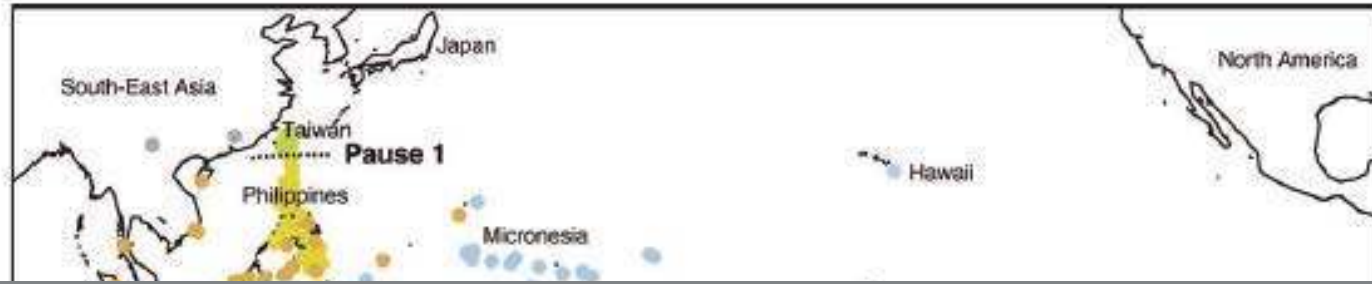 Japan
North America
South-East Asia
Taiwan
Pause 1
Hawaii
Philippines
Micronesia